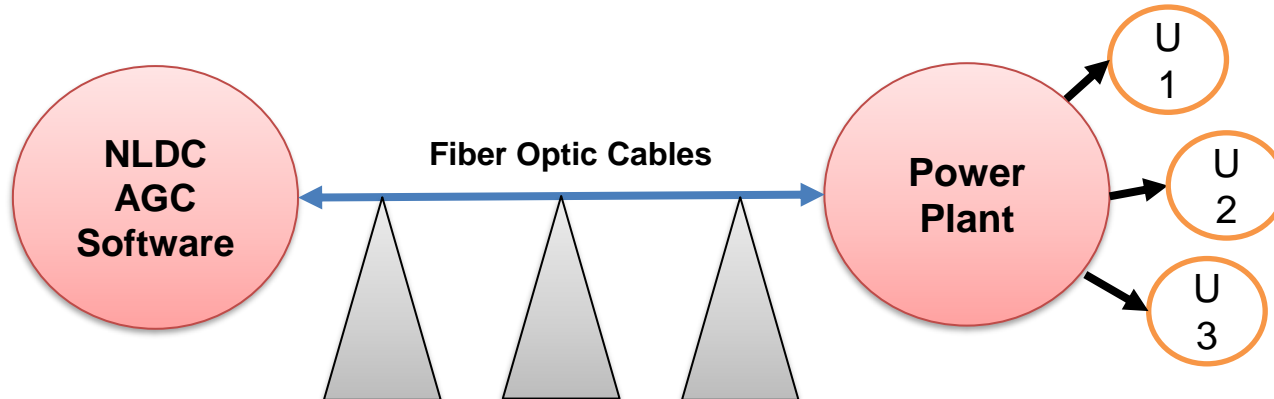 NLDC
AGC
Software
Fiber Optic Cables
Power
Plant
U
1
U
2
U
3